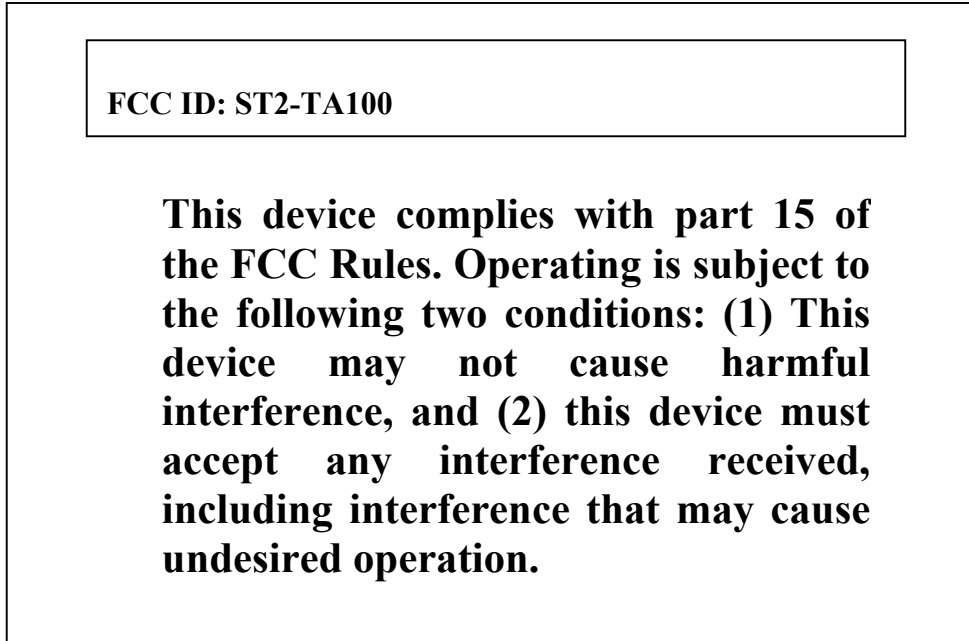 FCC ID: ST2-TA100
This device complies with part 15 of
the FCC Rules. Operating is subject to
the following two conditions: (1) This
device may not cause harmful
interference, and (2) this device must
accept any interference received,
including interference that may cause
undesired operation.